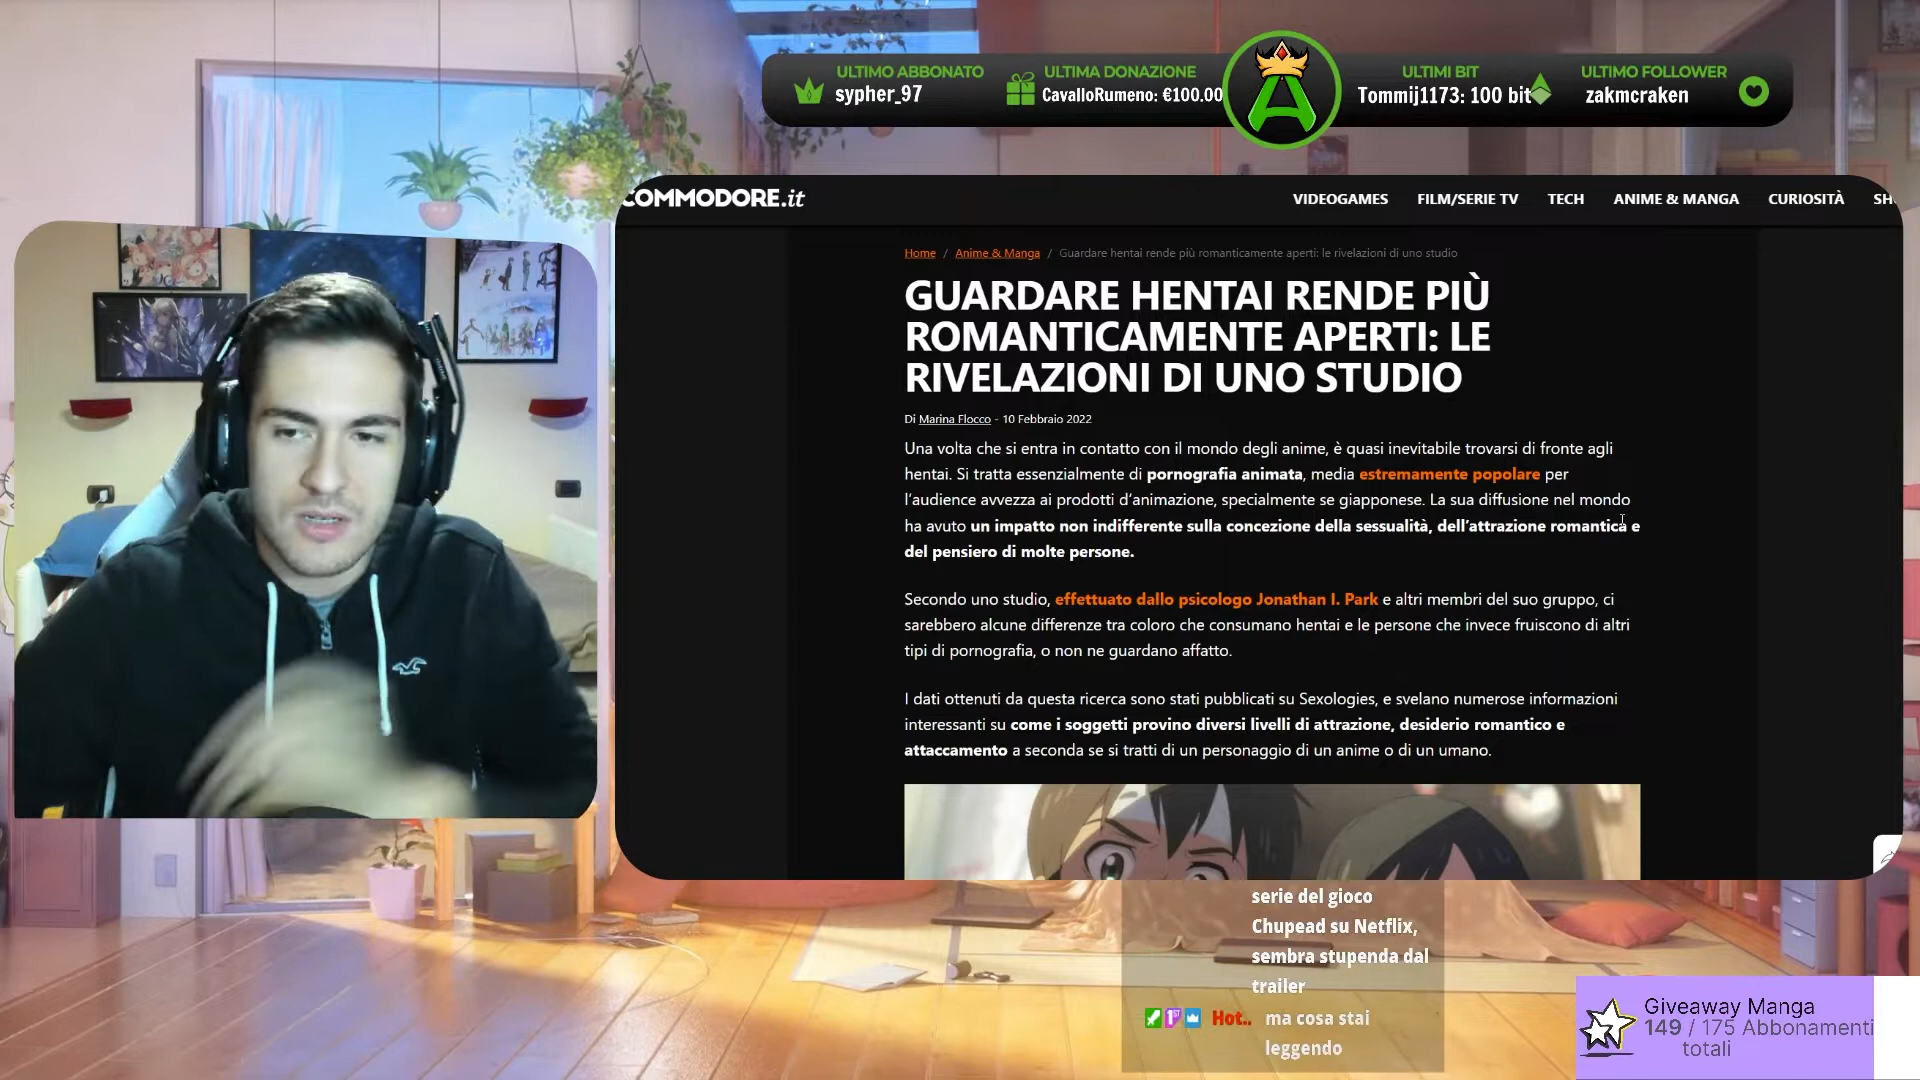 ULTIMO ABBONATO
sypher_97
ULTIMA DONAZIONE
CavalloRumeno: €100.00
A
ULTIMI BIT
Tommij1173: 100 bit
ULTIMO FOLLOWER
zakmcraken
COMMODORE.it
VIDEOGAMES FILM/SERIE TV TECH ANIME & MANGA CURIOSITÀ
Home / Anime & Manga / Guardare hentai rende più romanticamente aperti: le rivelazioni di uno studio
GUARDARE HENTAI RENDE PIÙ
ROMANTICAMENTE APERTI: LE
RIVELAZIONI DI UNO STUDIO
Di Marina Flocco - 10 Febbraio 2022
Una volta che si entra in contatto con il mondo degli anime, è quasi inevitabile trovarsi di fronte agli
hentai. Si tratta essenzialmente di pornografia animata, media estremamente popolare per
l’audience avvezza ai prodotti d’animazione, specialmente se giapponese. La sua diffusione nel mondo
ha avuto un impatto non indifferente sulla concezione della sessualità, dell’attrazione romantica e
del pensiero di molte persone.
Secondo uno studio, effettuato dallo psicologo Jonathan I. Park e altri membri del suo gruppo, ci
sarebbero alcune differenze tra coloro che consumano hentai e le persone che invece fruiscono di altri
tipi di pornografia, o non ne guardano affatto.
I dati ottenuti da questa ricerca sono stati pubblicati su Sexologies, e svelano numerose informazioni
interessanti su come i soggetti provino diversi livelli di attrazione, desiderio romantico e
attaccamento a seconda se si tratti di un personaggio di un anime o di un umano.
serie del gioco
Chupead su Netflix,
sembra stupenda dal
trailer
Hot.. ma cosa stai
leggendo
Giveaway Manga
149 / 175 Abbonamenti
totali